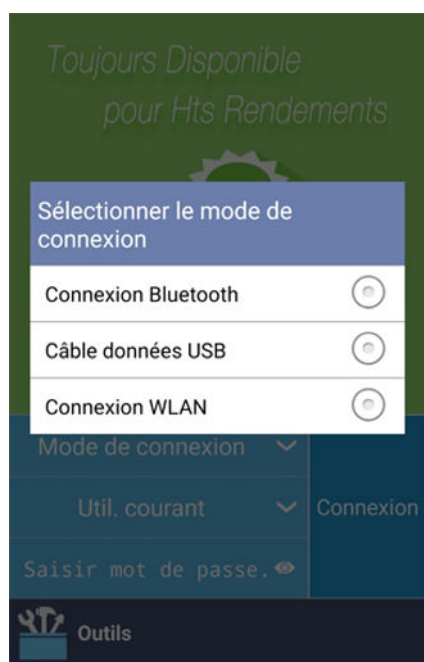 Toujours Disponible
pour Hts Rendements
Sélectionner le mode de
connexion
Connexion Bluetooth
Câble données USB
Connexion WLAN
Mode de connexion
Util. courant
Connexion
Saisir mot de passe.
Outils